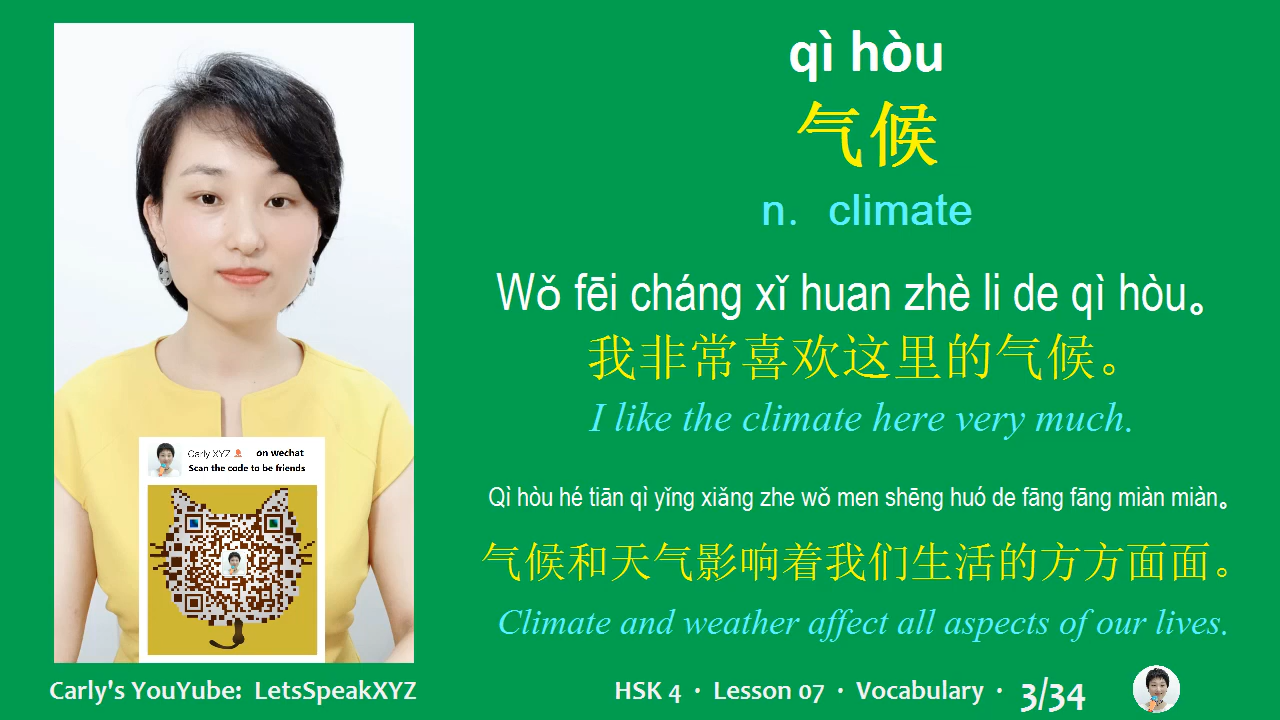 qì hòu
气候
n. climate
Wǒ fēi cháng xǐ huan zhè li de qì hòu。
我非常喜欢这里的气候。
I like the climate here very much.
Qì hòu hé tiān qì yǐng xiǎng zhe wǒ men shēng huó de fāng fāng miàn miàn。
气候和天气影响着我们生活的方方面面。
Climate and weather affect all aspects of our lives.
Carly XYZ on wechat
Scan the code to be friends
Carly's YouYube: LetsSpeakXYZ
HSK 4 · Lesson 07 · Vocabulary · 3/34